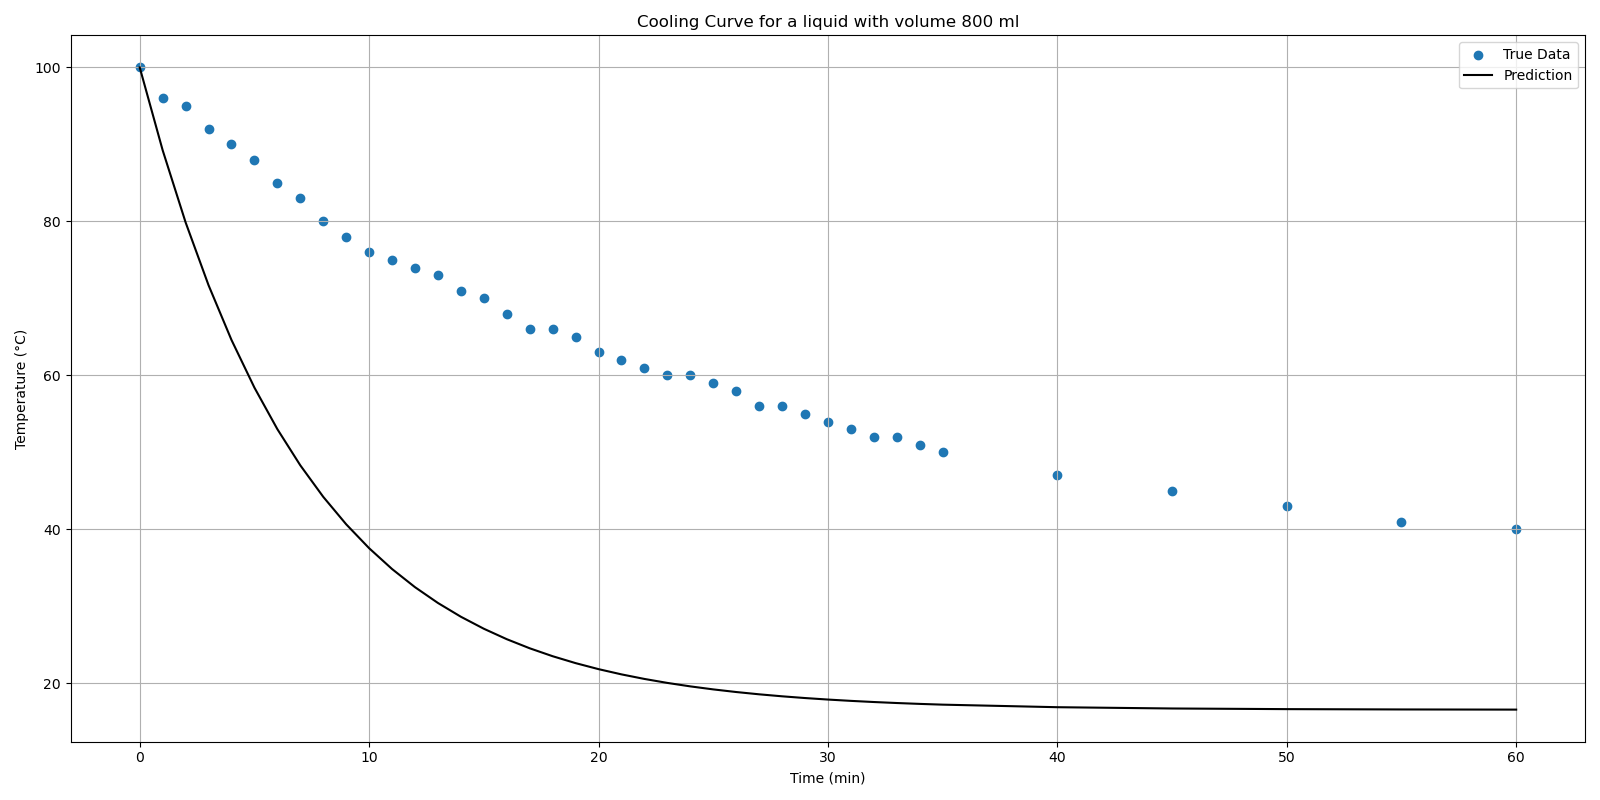 Cooling Curve for a liquid with volume 800 ml
True Data
Prediction
Temperature (°C)
100
80
60
40
20
0 10 20 30 40 50 60
Time (min)